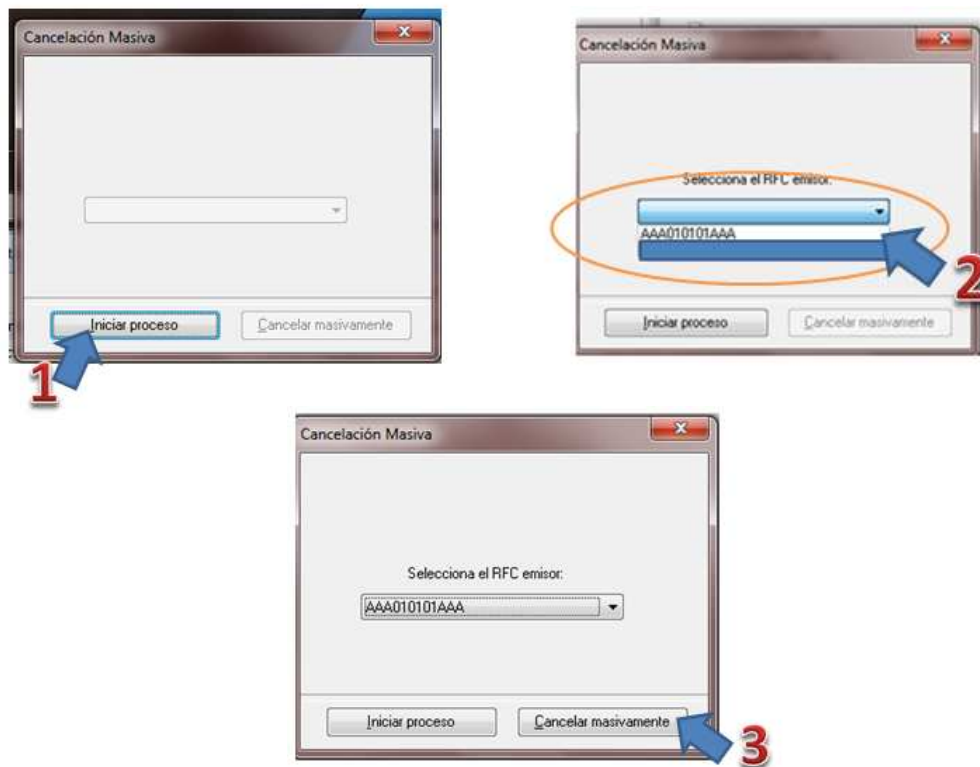 Cancelación Masiva
Iniciar proceso
Cancelar masivamente
1
Cancelación Masiva
Selecciona el RFC emisor:
AAA010101AAA
2
Iniciar proceso
Cancelar masivamente
Cancelación Masiva
Selecciona el RFC emisor:
AAA010101AAA
Iniciar proceso
Cancelar masivamente
3